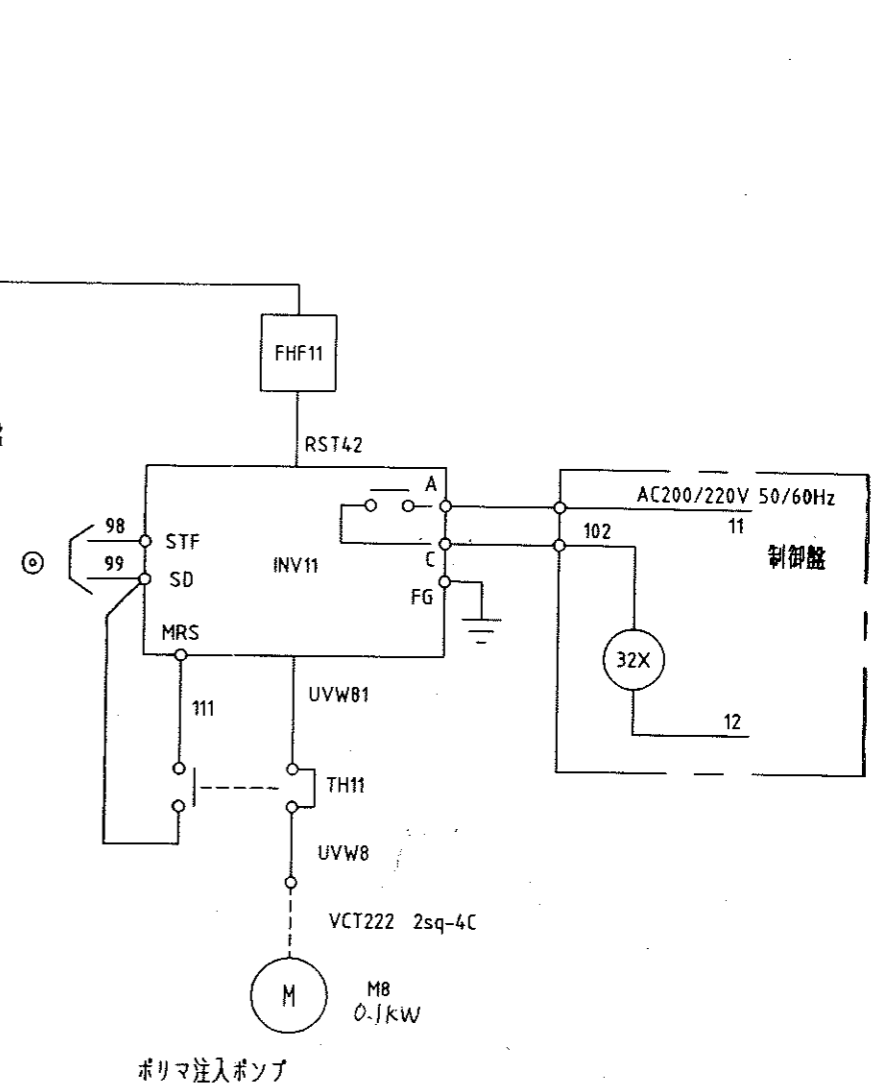 FHF11
RST42
A
AC200/220V 50/60Hz
98
STF
11
102
99
SD
INV11
C
制御盤
FG
MRS
32X
111
UVW81
12
TH11
UVW8
VCT222 2sq-4C
M
M8
0.1kW
ポリマ注入ポンプ